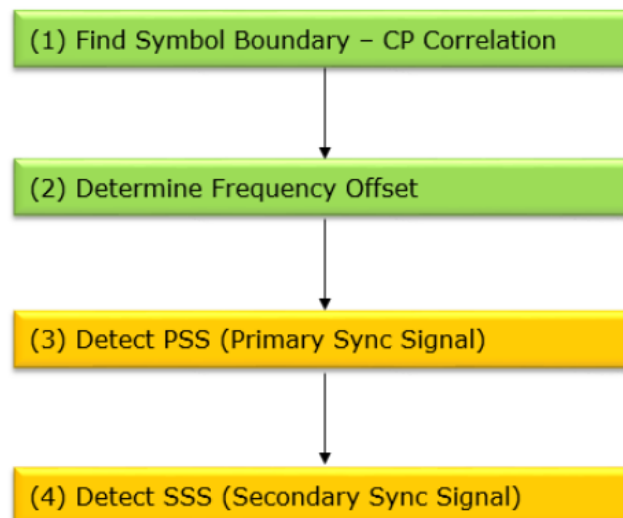 (1) Find Symbol Boundary – CP Correlation
(2) Determine Frequency Offset
(3) Detect PSS (Primary Sync Signal)
(4) Detect SSS (Secondary Sync Signal)